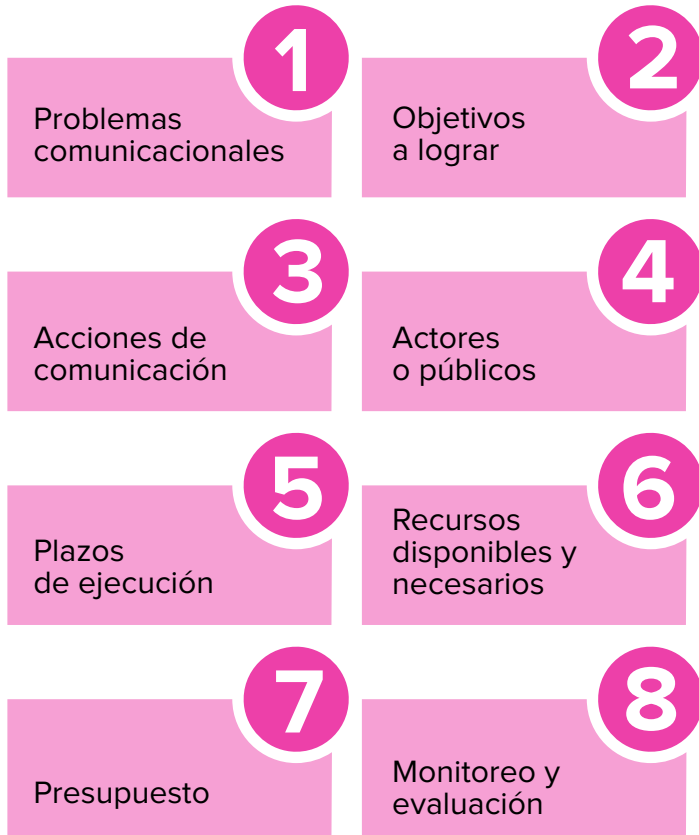 1
Problemas
comunicacionales
2
Objetivos
a lograr
3
Acciones de
comunicación
4
Actores
o públicos
5
Plazos
de ejecución
6
Recursos
disponibles y
necesarios
7
Presupuesto
8
Monitoreo y
evaluación